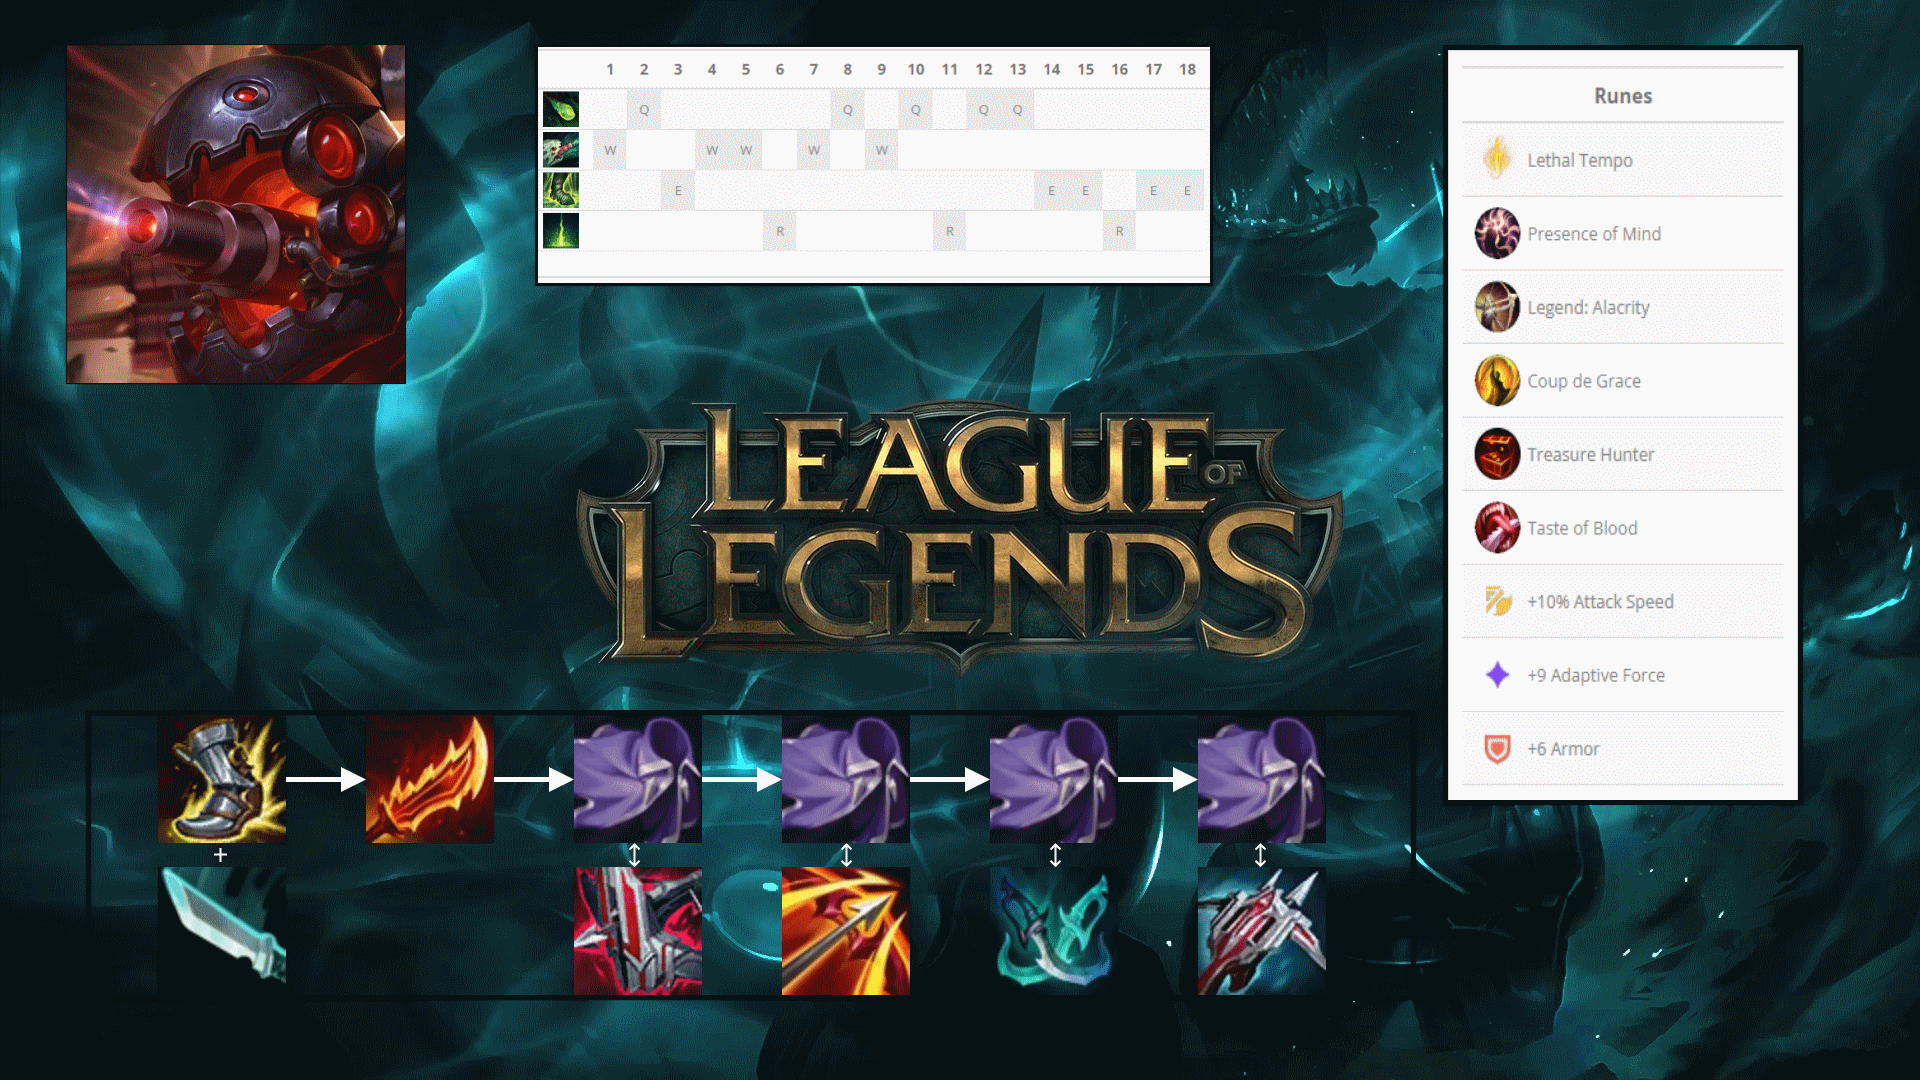 1 2 3 4 5 6 7 8 9 10 11 12 13 14 15 16 17 18
Q Q Q Q Q
W W W W W
E E E E E
R R R
Runes
Lethal Tempo
Presence of Mind
Legend: Alacrity
Coup de Grace
Treasure Hunter
Taste of Blood
+10% Attack Speed
+9 Adaptive Force
+6 Armor
LEAGUE OF
LEGENDS
+